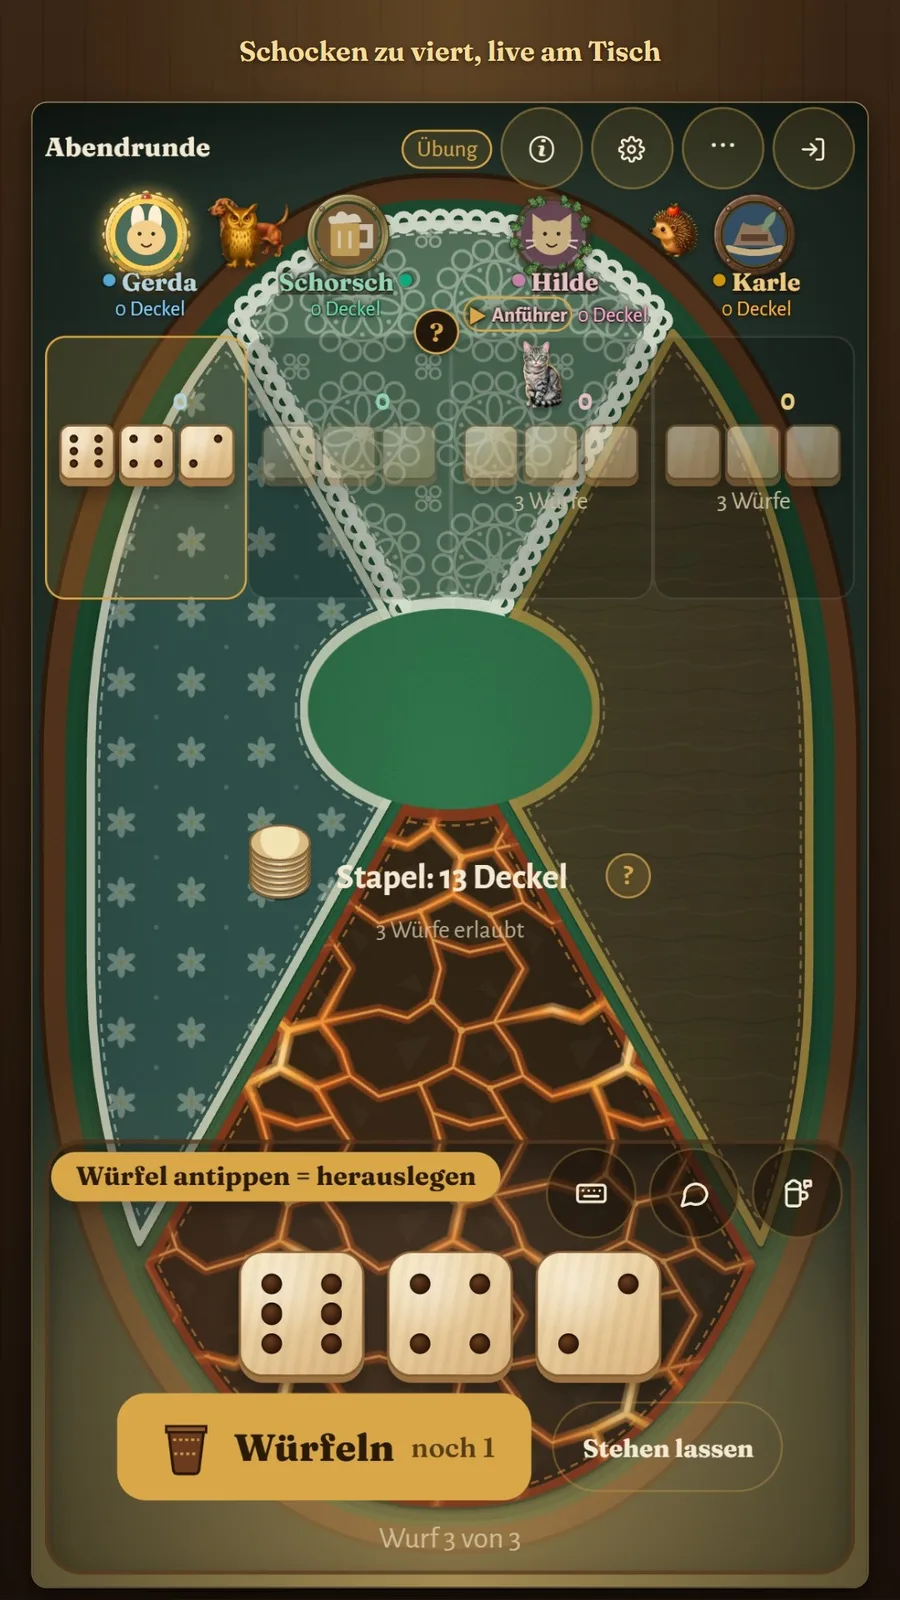 Schocken zu viert, live am Tisch
Abendrunde
Übung
Gerda
0 Deckel
Schorsch
0 Deckel
Hilde
Anführer 0 Deckel
Karle
0 Deckel
?
0
0
0
0
3 Würfe
3 Würfe
Stapel: 13 Deckel
?
3 Würfe erlaubt
Würfel antippen = herauslegen
Würfeln noch 1
Stehen lassen
Wurf 3 von 3